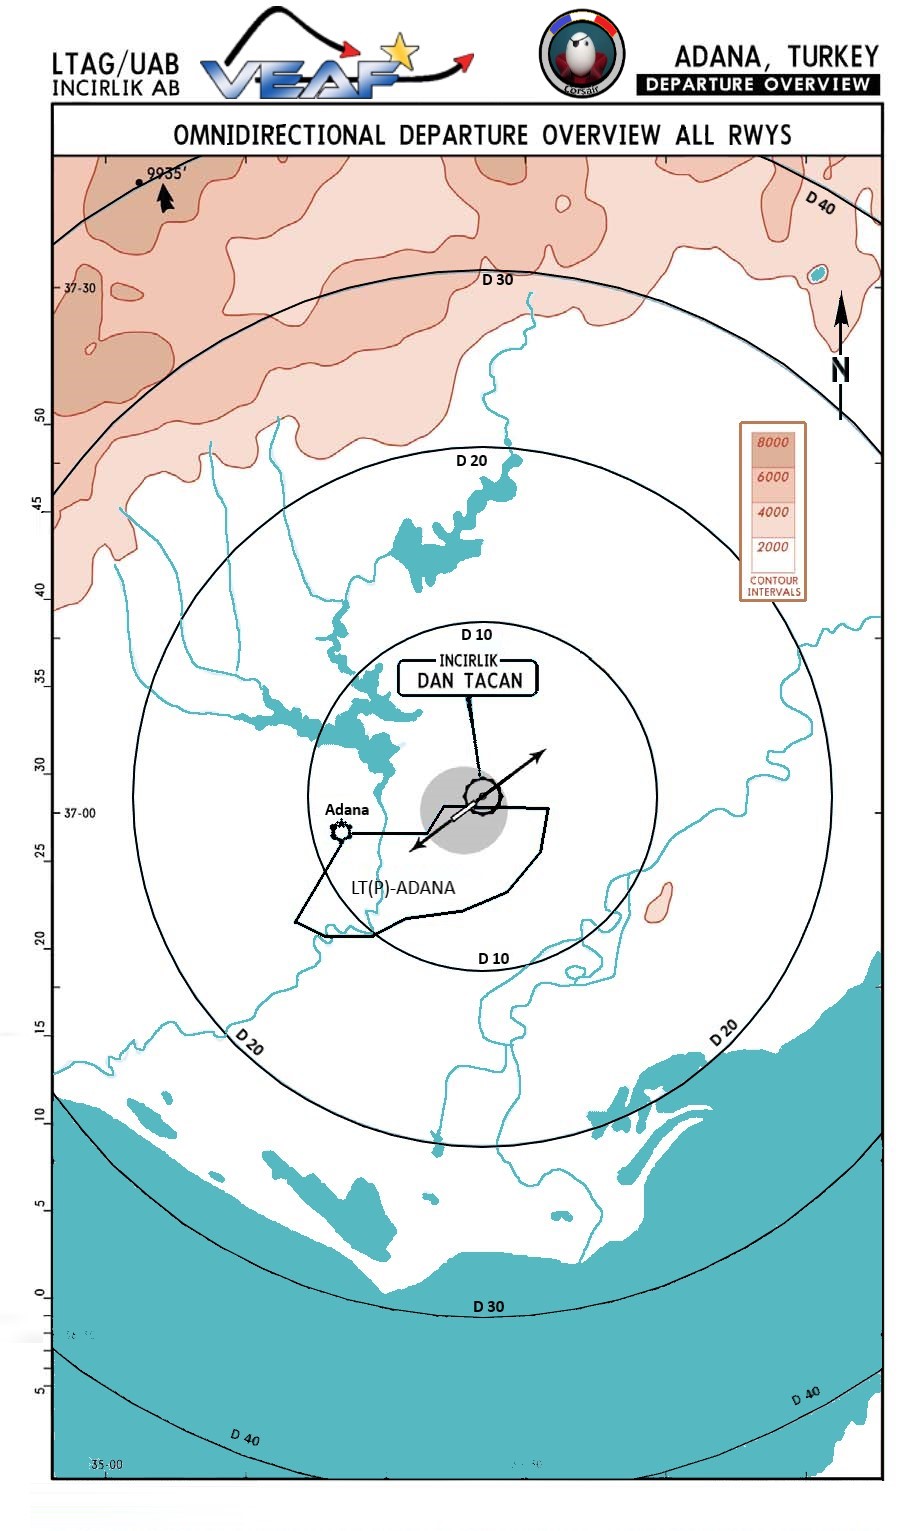 LTAG/UAB
INCIRLIK AB
VEAF
Corsair
ADANA, TURKEY
DEPARTURE OVERVIEW
OMNIDIRECTIONAL DEPARTURE OVERVIEW ALL RWYS
9935'
D 40
37-30
D 30
N
50
D 20
8000
6000
4000
2000
CONTOUR
INTERVALS
45
40
D 10
INCIRLIK
DAN TACAN
35
30
Adana
37-00
25
LT(P)-ADANA
20
D 10
15
D 20
D 20
10
5
0
D 30
5
D 40
D 40
35-00